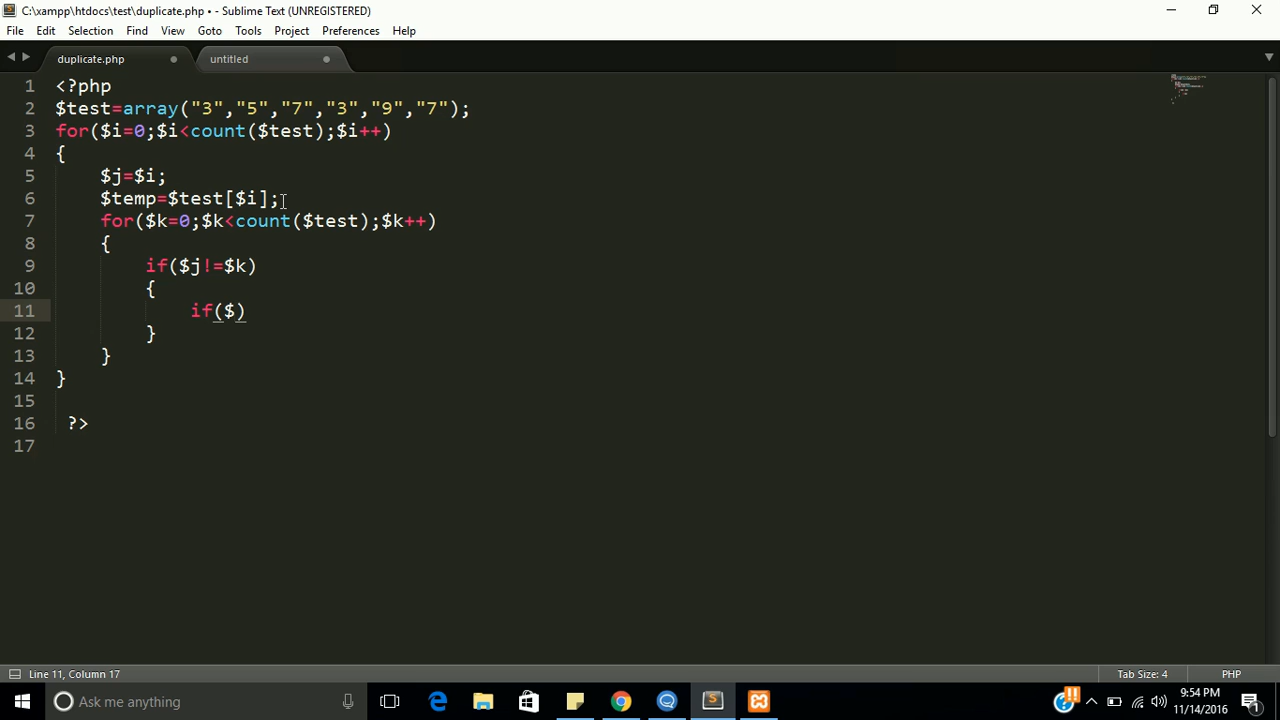 C:\xampp\htdocs\test\duplicate.php • - Sublime Text (UNREGISTERED)
File Edit Selection Find View Goto Tools Project Preferences Help
duplicate.php untitled
1 <?php
2 $test=array("3","5","7","3","9","7");
3 for($i=0;$i<count($test);$i++)
4 {
5 $j=$i;
6 $temp=$test[$i];
7 for($k=0;$k<count($test);$k++)
8 {
9 if($j!=$k)
10 {
11 if($)
12 }
13 }
14 }
15
16 ?>
17
Line 11, Column 17 Tab Size: 4 PHP
Ask me anything
9:54 PM
11/14/2016
1